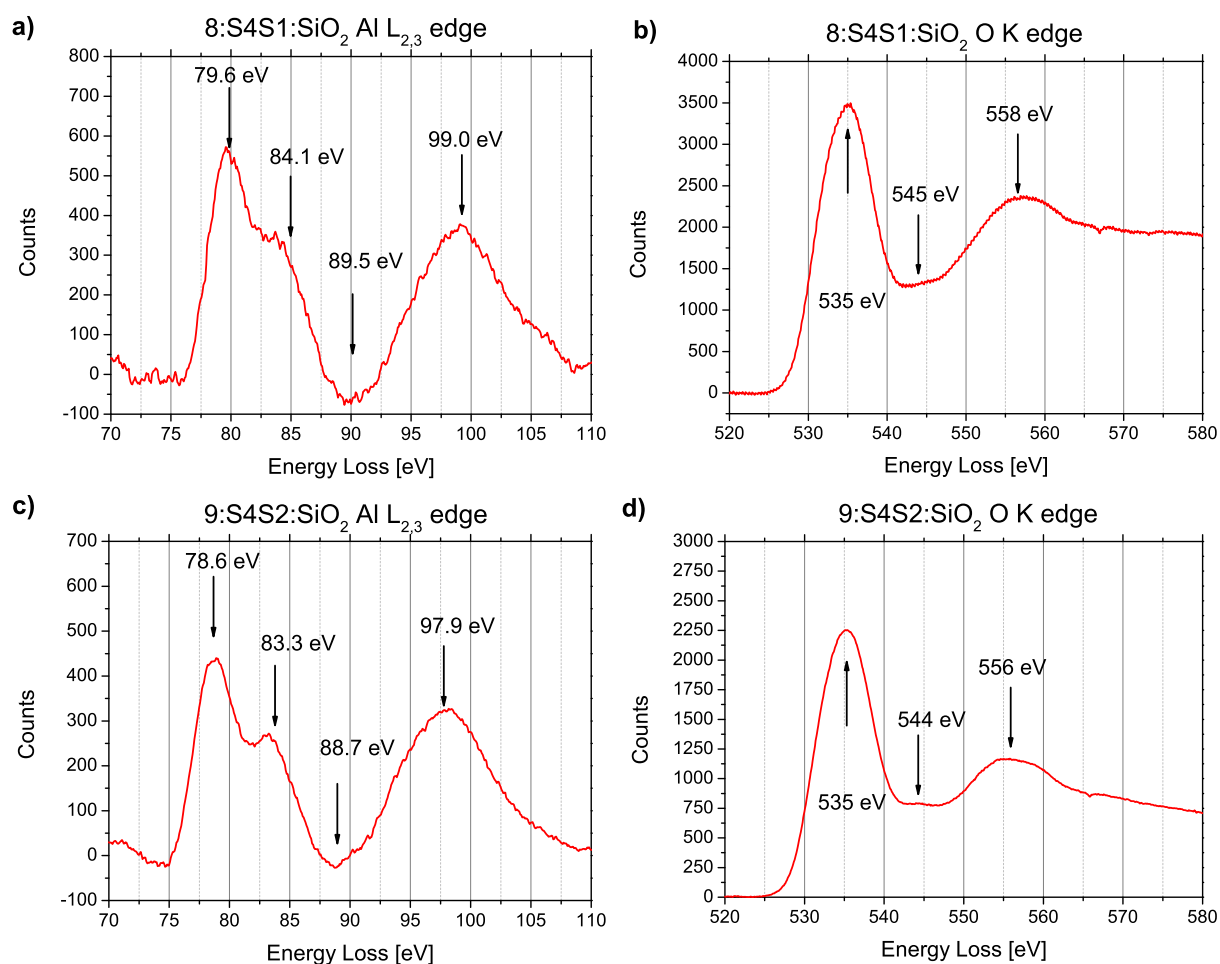 a)
8:S4S1:SiO₂ Al L₂,₃ edge
800
700
600
500
400
300
200
100
0
-100
Counts
79.6 eV
84.1 eV
89.5 eV
99.0 eV
70 75 80 85 90 95 100 105 110
Energy Loss [eV]
b)
8:S4S1:SiO₂ O K edge
4000
3500
3000
2500
2000
1500
1000
500
0
Counts
535 eV
545 eV
558 eV
520 530 540 550 560 570 580
Energy Loss [eV]
c)
9:S4S2:SiO₂ Al L₂,₃ edge
700
600
500
400
300
200
100
0
-100
Counts
78.6 eV
83.3 eV
88.7 eV
97.9 eV
70 75 80 85 90 95 100 105 110
Energy Loss [eV]
d)
9:S4S2:SiO₂ O K edge
3000
2750
2500
2250
2000
1750
1500
1250
1000
750
500
250
0
Counts
535 eV
544 eV
556 eV
520 530 540 550 560 570 580
Energy Loss [eV]